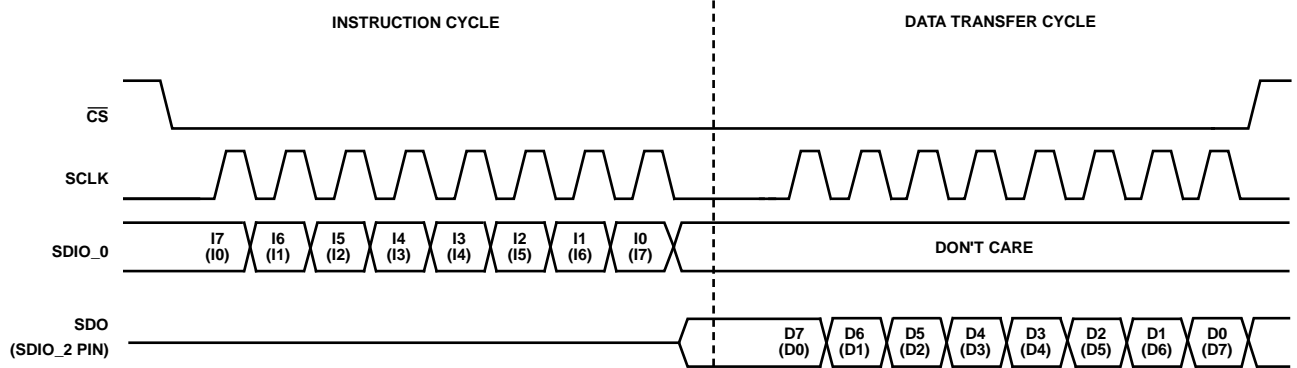 INSTRUCTION CYCLE
DATA TRANSFER CYCLE
CS
SCLK
SDIO_0
I7 I6 I5 I4 I3 I2 I1 I0
(I0) (I1) (I2) (I3) (I4) (I5) (I6) (I7)
DON'T CARE
SDO
(SDIO_2 PIN)
D7 D6 D5 D4 D3 D2 D1 D0
(D0) (D1) (D2) (D3) (D4) (D5) (D6) (D7)